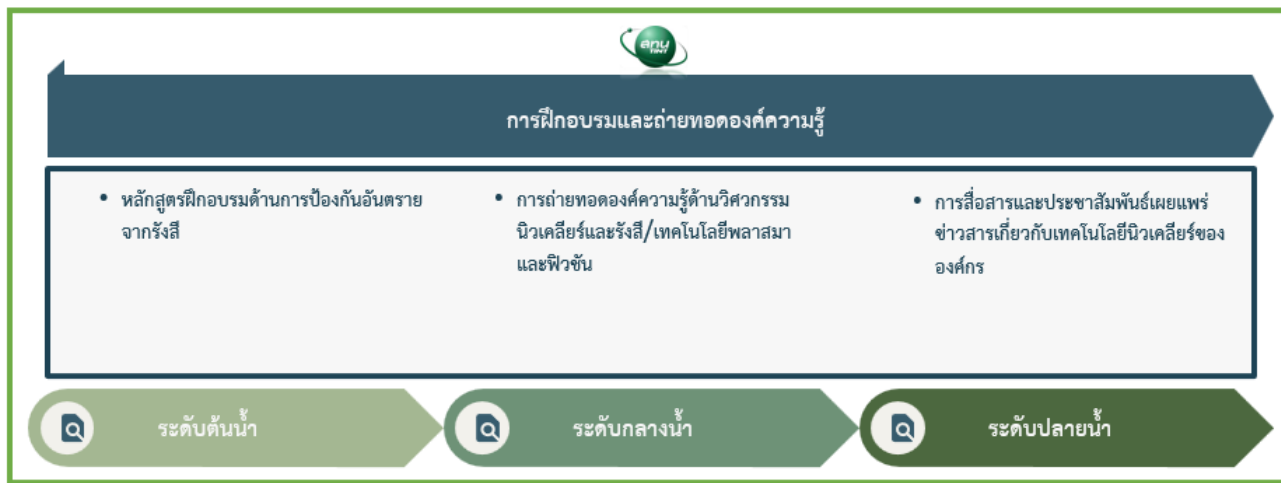 สทน
TINT
การฝึกอบรมและถ่ายทอดองค์ความรู้
• หลักสูตรฝึกอบรมด้านการป้องกันอันตราย
จากรังสี
• การถ่ายทอดองค์ความรู้ด้านวิศวกรรม
นิวเคลียร์และรังสี/เทคโนโลยีพลาสมา
และฟิวชัน
• การสื่อสารและประชาสัมพันธ์เผยแพร่
ข่าวสารเกี่ยวกับเทคโนโลยีนิวเคลียร์ของ
องค์กร
ระดับต้นน้ำ
ระดับกลางน้ำ
ระดับปลายน้ำ